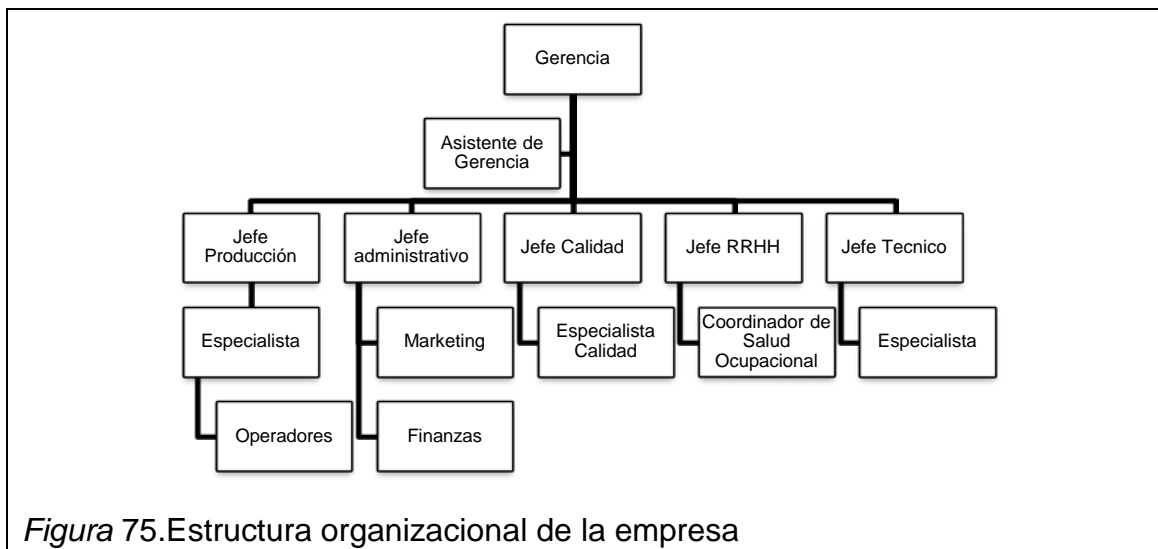 Gerencia
Asistente de
Gerencia
Jefe
Producción
Jefe
administrativo
Jefe Calidad
Jefe RRHH
Jefe Tecnico
Especialista
Marketing
Especialista
Calidad
Coordinador de
Salud
Ocupacional
Especialista
Operadores
Finanzas
Figura 75.Estructura organizacional de la empresa